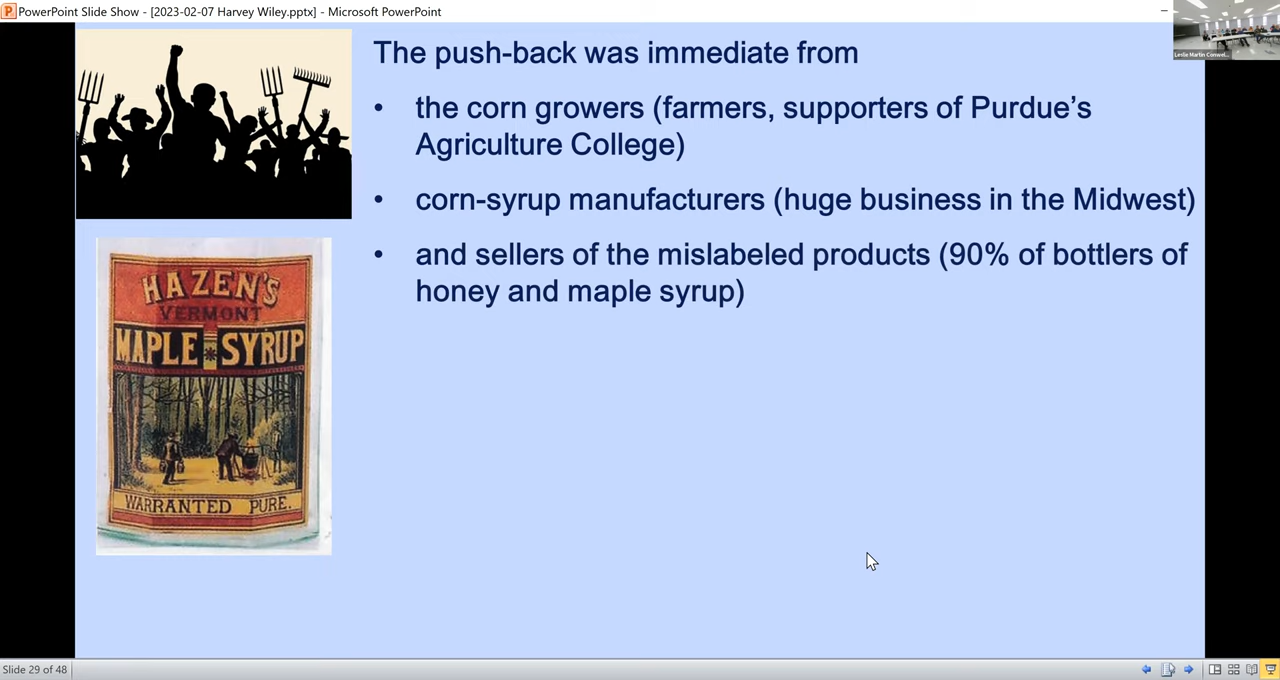 PowerPoint Slide Show - [2023-02-07 Harvey Wiley.pptx] - Microsoft PowerPoint
The push-back was immediate from
• the corn growers (farmers, supporters of Purdue's
Agriculture College)
• corn-syrup manufacturers (huge business in the Midwest)
• and sellers of the mislabeled products (90% of bottlers of
honey and maple syrup)
HAZEN'S
VERMONT
MAPLE SYRUP
WARRANTED PURE.
Slide 29 of 48